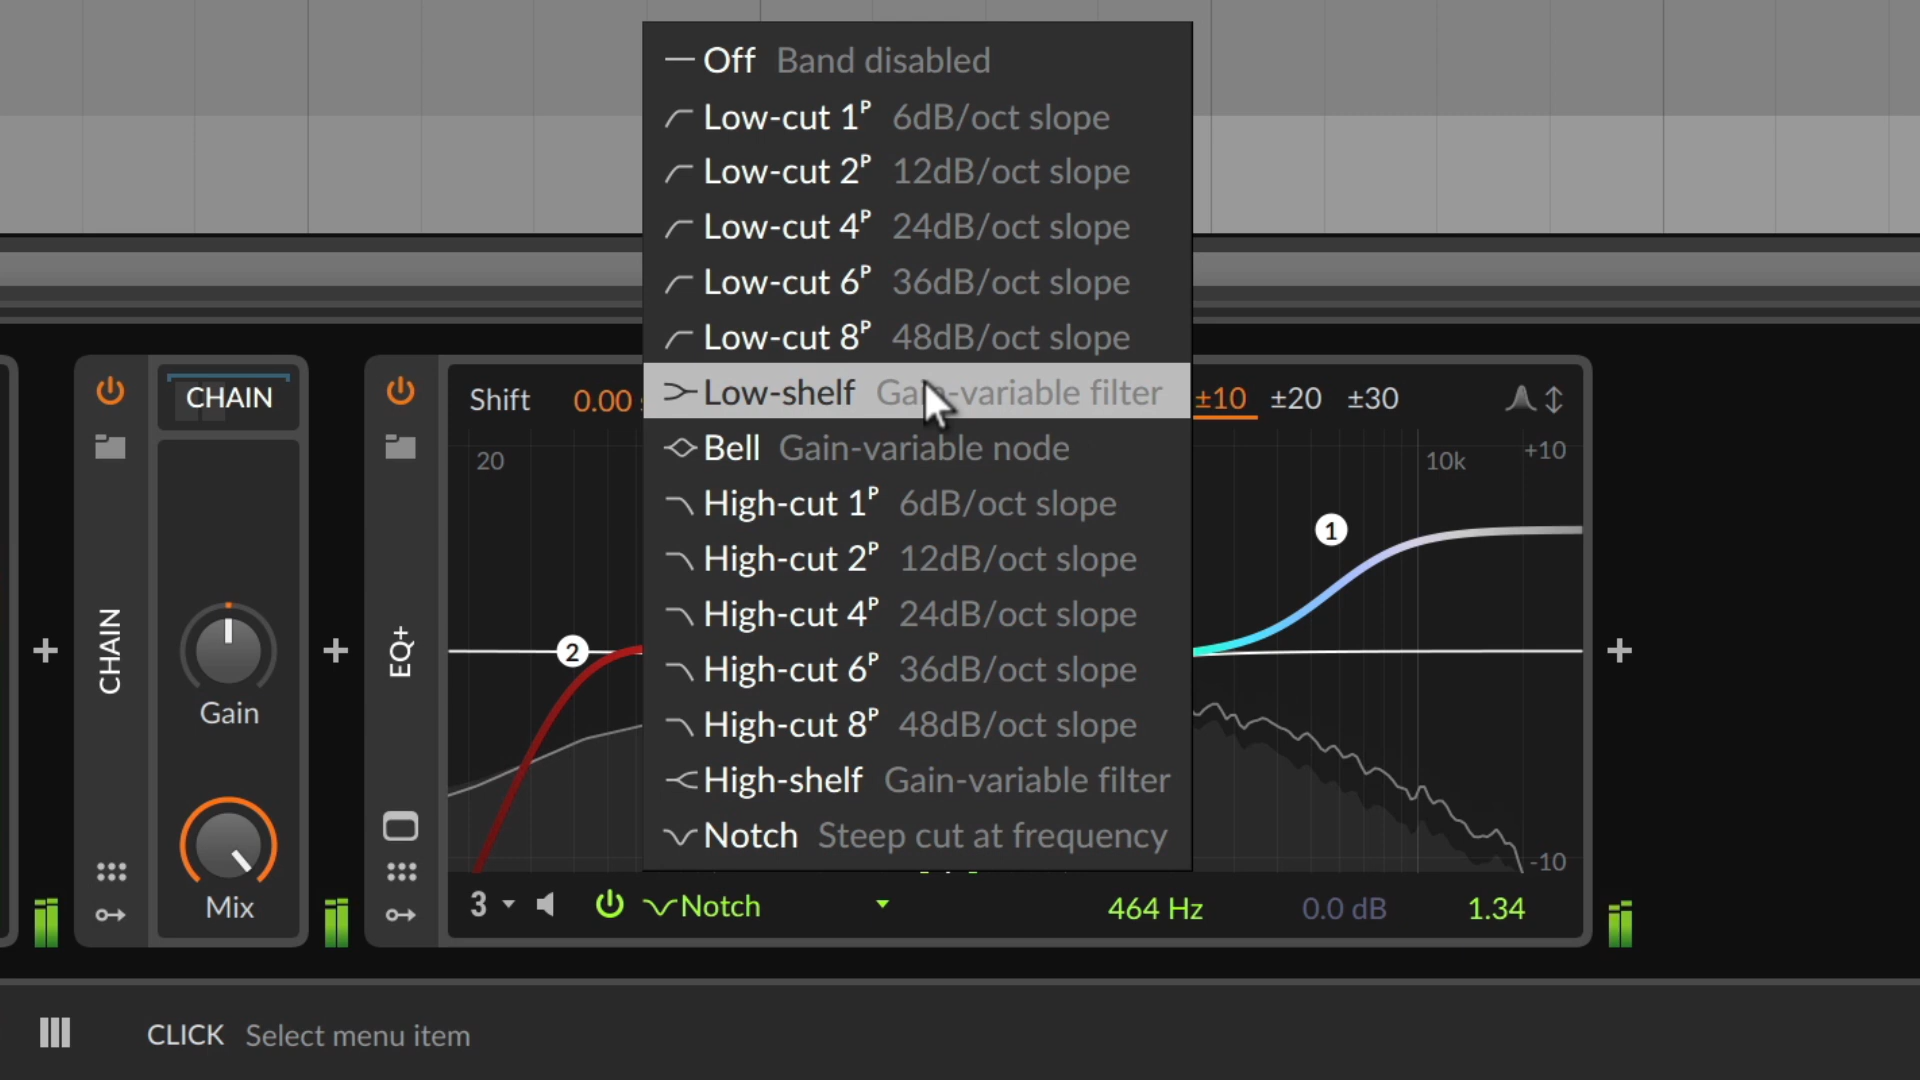 Off Band disabled
Low-cut 1ᴾ 6dB/oct slope
Low-cut 2ᴾ 12dB/oct slope
Low-cut 4ᴾ 24dB/oct slope
Low-cut 6ᴾ 36dB/oct slope
Low-cut 8ᴾ 48dB/oct slope
Low-shelf Gain-variable filter
Bell Gain-variable node
High-cut 1ᴾ 6dB/oct slope
High-cut 2ᴾ 12dB/oct slope
High-cut 4ᴾ 24dB/oct slope
High-cut 6ᴾ 36dB/oct slope
High-cut 8ᴾ 48dB/oct slope
High-shelf Gain-variable filter
Notch Steep cut at frequency
CHAIN
CHAIN
Gain
Mix
EQ+
Shift 0.00
±10 ±20 ±30
20
10k
+10
1
2
-10
3
Notch
464 Hz
0.0 dB
1.34
CLICK Select menu item